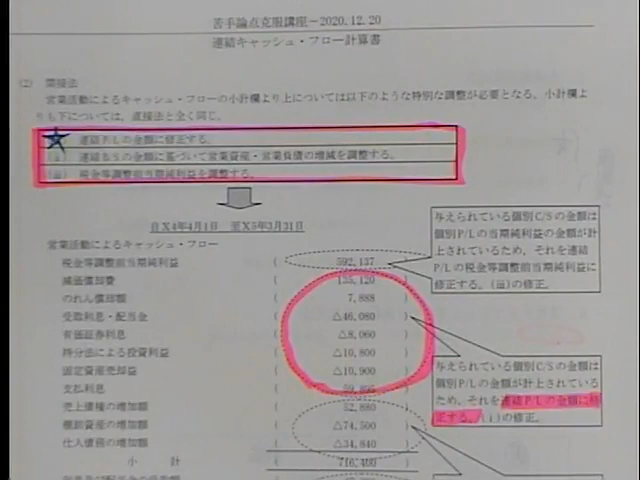 苦手論点克服講座－2020.12.20
連結キャッシュ・フロー計算書
(2) 間接法
営業活動によるキャッシュ・フローの小計欄より上については以下のような特別な調整が必要となる。小計欄よ
りも下については、直接法と全く同じ。
連結P/Lの金額に修正する。
連結B/Sの金額に基づいて営業資産・営業負債の増減を調整する。
(ⅲ) 税金等調整前当期純利益を調整する。
自X4年4月1日 至X5年3月31日
営業活動によるキャッシュ・フロー
税金等調整前当期純利益 ( 592,137 )
減価償却費 ( 155,120 )
のれん償却額 ( 7,888 )
受取利息・配当金 ( △46,080 )
有価証券利息 ( △8,060 )
持分法による投資利益 ( △10,800 )
固定資産売却益 ( △10,900 )
支払利息 ( )
売上債権の増加額 ( 52,880 )
棚卸資産の増加額 ( △74,500 )
仕入債務の増加額 ( △34,840 )
小計 ( 716,400 )
与えられている個別C/Sの金額は
個別P/Lの当期純利益の金額が計
上されているため、それを連結
P/Lの税金等調整前当期純利益に
修正する。(ⅲ)の修正。
与えられている個別C/Sの金額は
個別P/Lの金額が計上されている
ため、それを連結P/Lの金額に修
正する。(ⅰ)の修正。